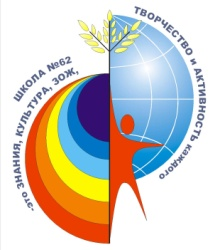 ШКОЛА №62
-это ЗНАНИЯ, КУЛЬТУРА, ЗОЖ,
ТВОРЧЕСТВО и АКТИВНОСТЬ каждого